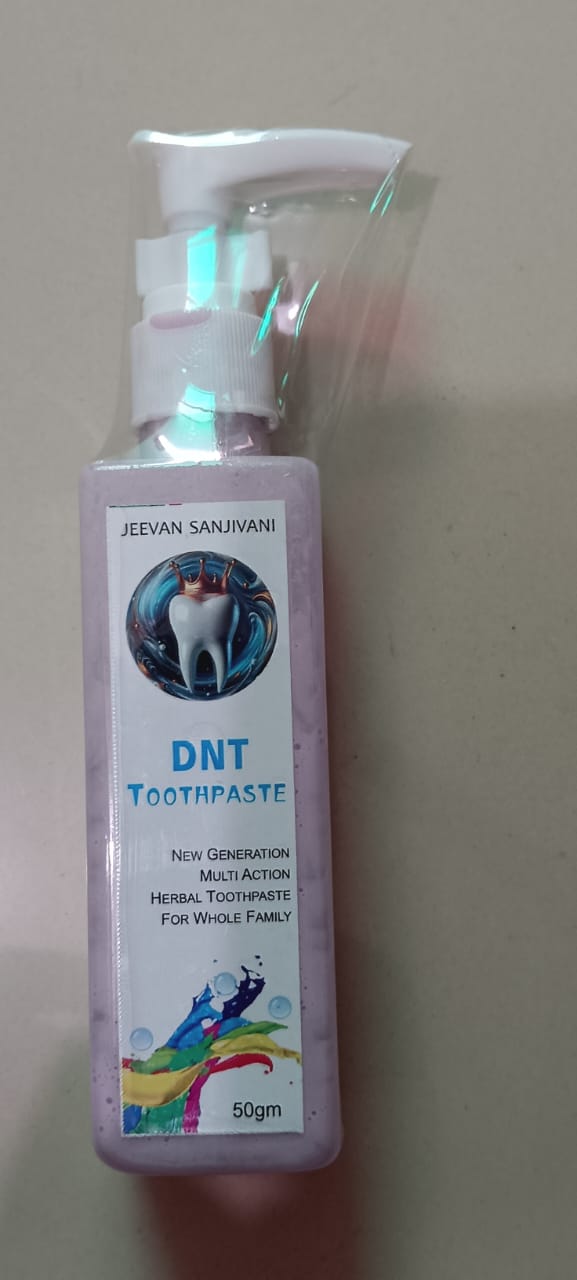 JEEVAN SANJIVANI
DNT
TOOTHPASTE
NEW GENERATION
MULTI ACTION
HERBAL TOOTHPASTE
FOR WHOLE FAMILY
50gm